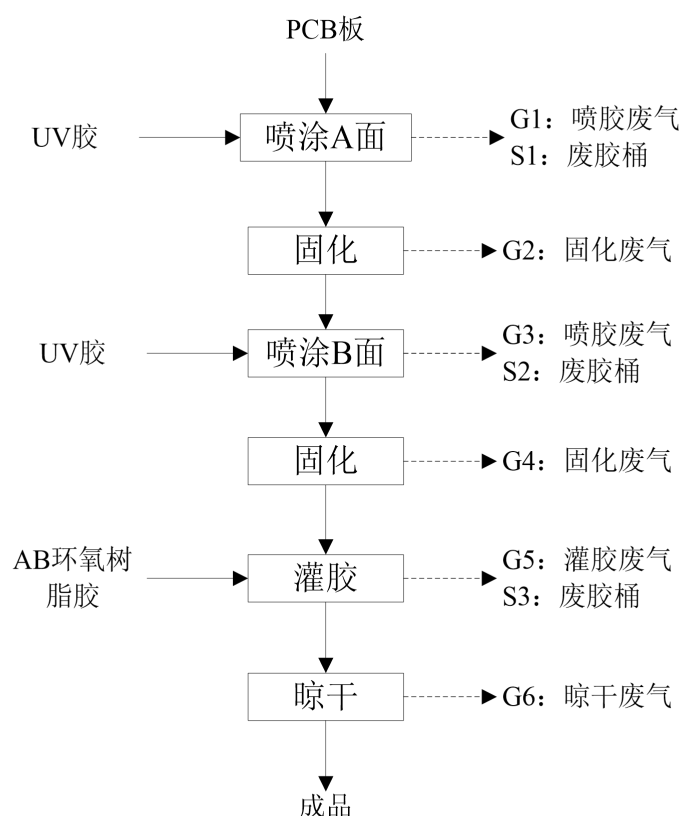 PCB板
UV胶
喷涂A面
G1：喷胶废气
S1：废胶桶
固化
G2：固化废气
UV胶
喷涂B面
G3：喷胶废气
S2：废胶桶
固化
G4：固化废气
AB环氧树
脂胶
灌胶
G5：灌胶废气
S3：废胶桶
晾干
G6：晾干废气
成品